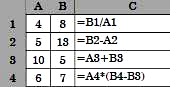 A B C
1 4 8 =B1/A1
2 5 13 =B2-A2
3 10 5 =A3+B3
4 6 7 =A4*(B4-B3)